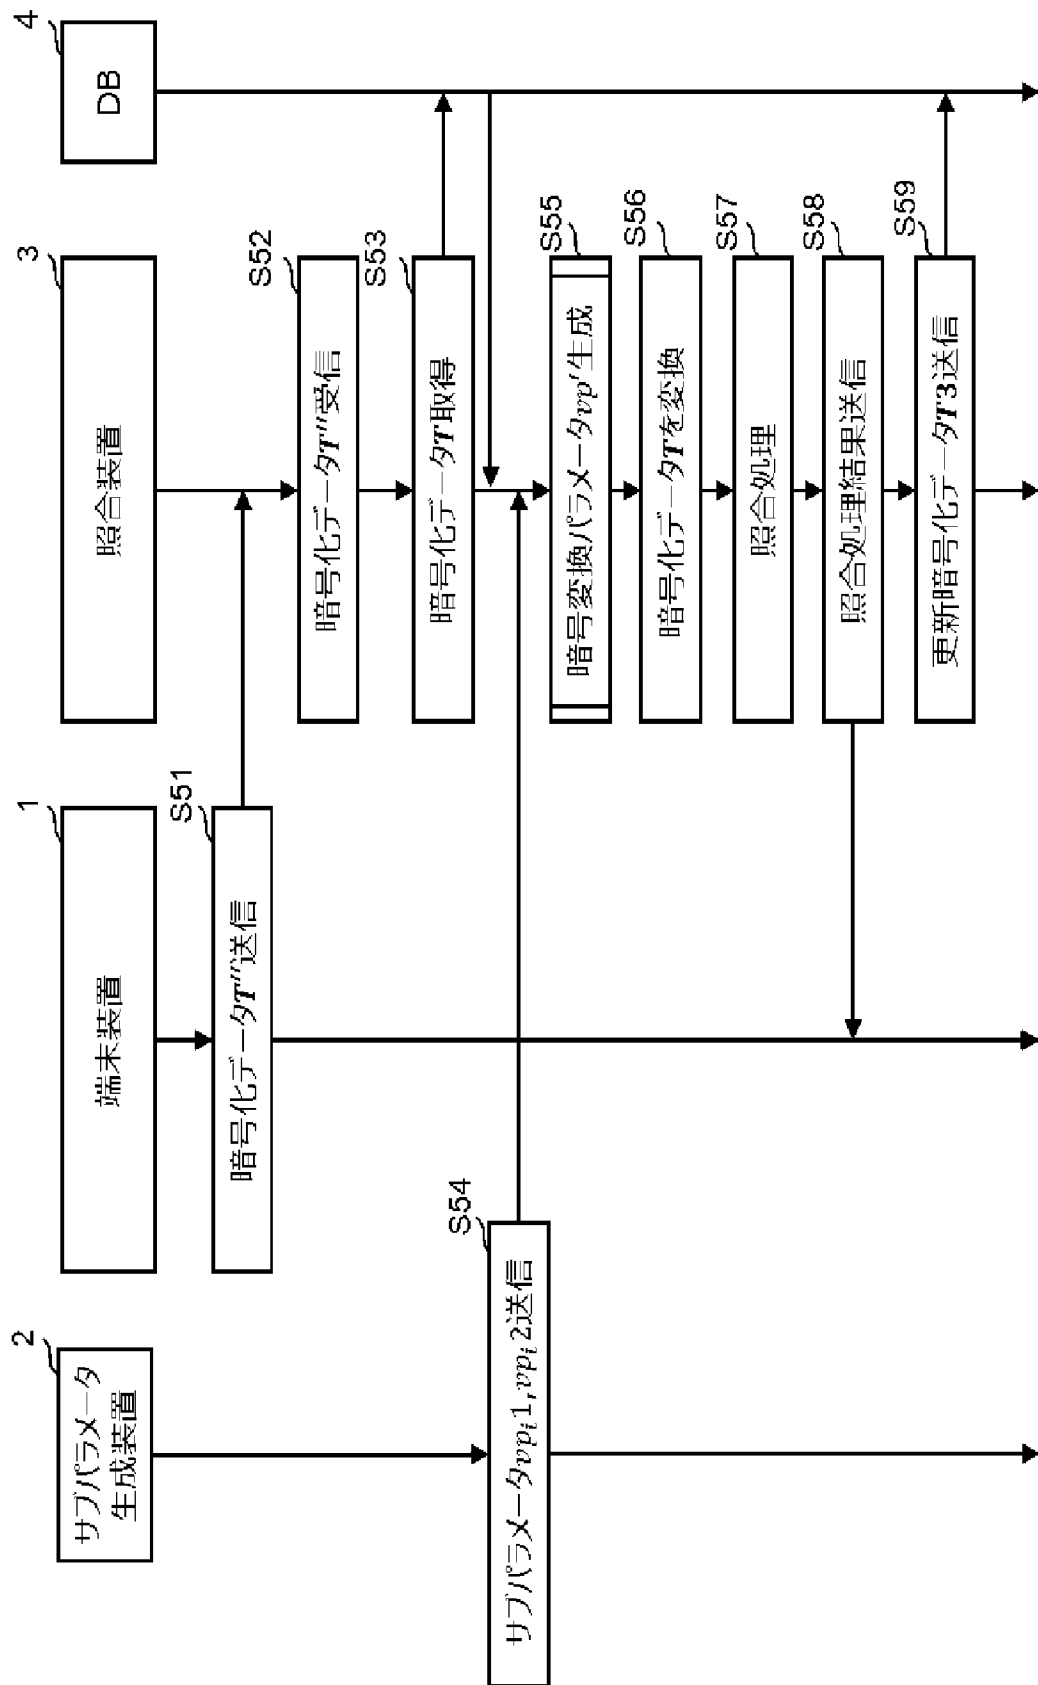 2
サブパラメータ
生成装置
1
端末装置
3
照合装置
4
DB
S51
暗号化データT''送信
S52
暗号化データT''受信
S53
暗号化データT取得
S54
サブパラメータvpᵢ1,vpᵢ2送信
S55
暗号変換パラメータvp'生成
S56
暗号化データTを変換
S57
照合処理
S58
照合処理結果送信
S59
更新暗号化データT3送信